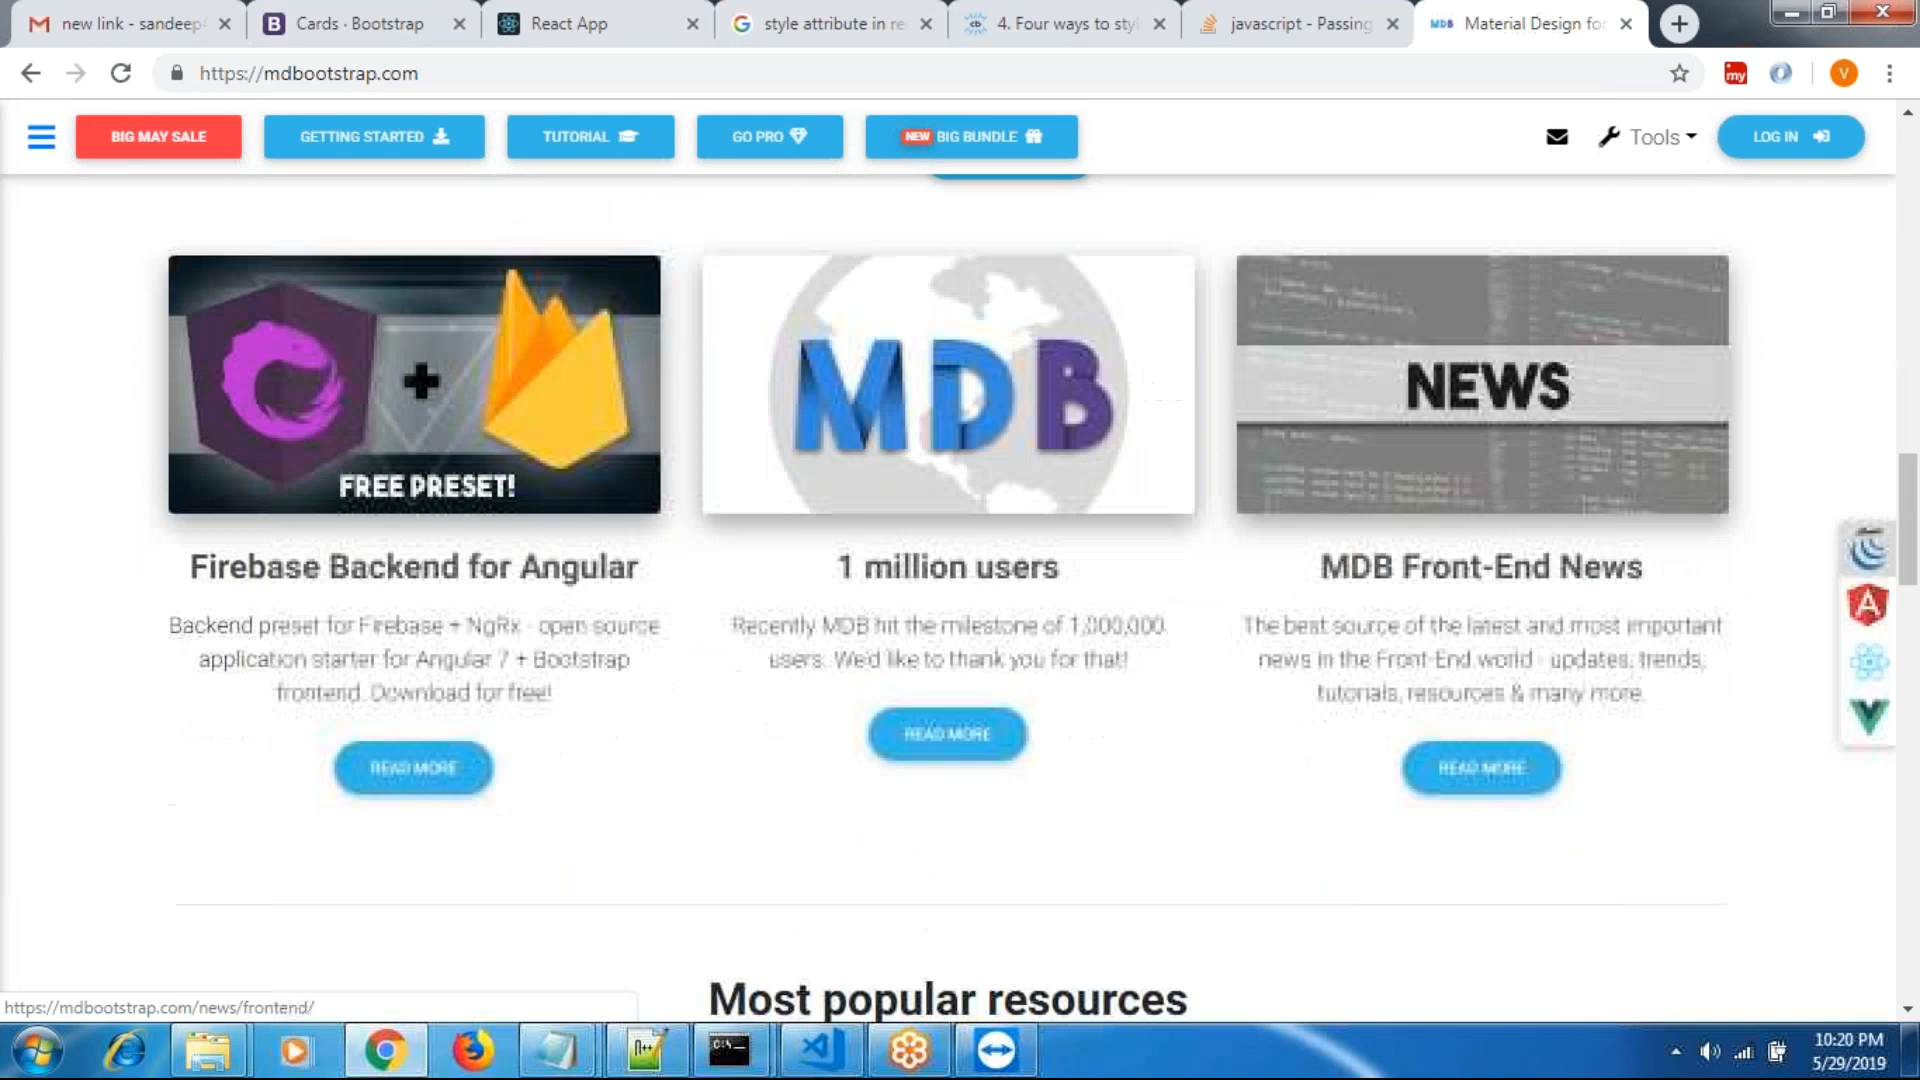 new link - sandeep
Cards · Bootstrap
React App
style attribute in re
4. Four ways to styl
javascript - Passing
MDB Material Design for
https://mdbootstrap.com
my
V
BIG MAY SALE
GETTING STARTED
TUTORIAL
GO PRO
NEW BIG BUNDLE
Tools
LOG IN
FREE PRESET!
MDB
NEWS
Firebase Backend for Angular
1 million users
MDB Front-End News
Backend preset for Firebase + NgRx - open source
application starter for Angular 7 + Bootstrap
frontend. Download for free!
Recently MDB hit the milestone of 1,000,000
users. We'd like to thank you for that!
The best source of the latest and most important
news in the Front-End world - updates, trends,
tutorials, resources & many more.
READ MORE
READ MORE
READ MORE
Most popular resources
https://mdbootstrap.com/news/frontend/
10:20 PM
5/29/2019